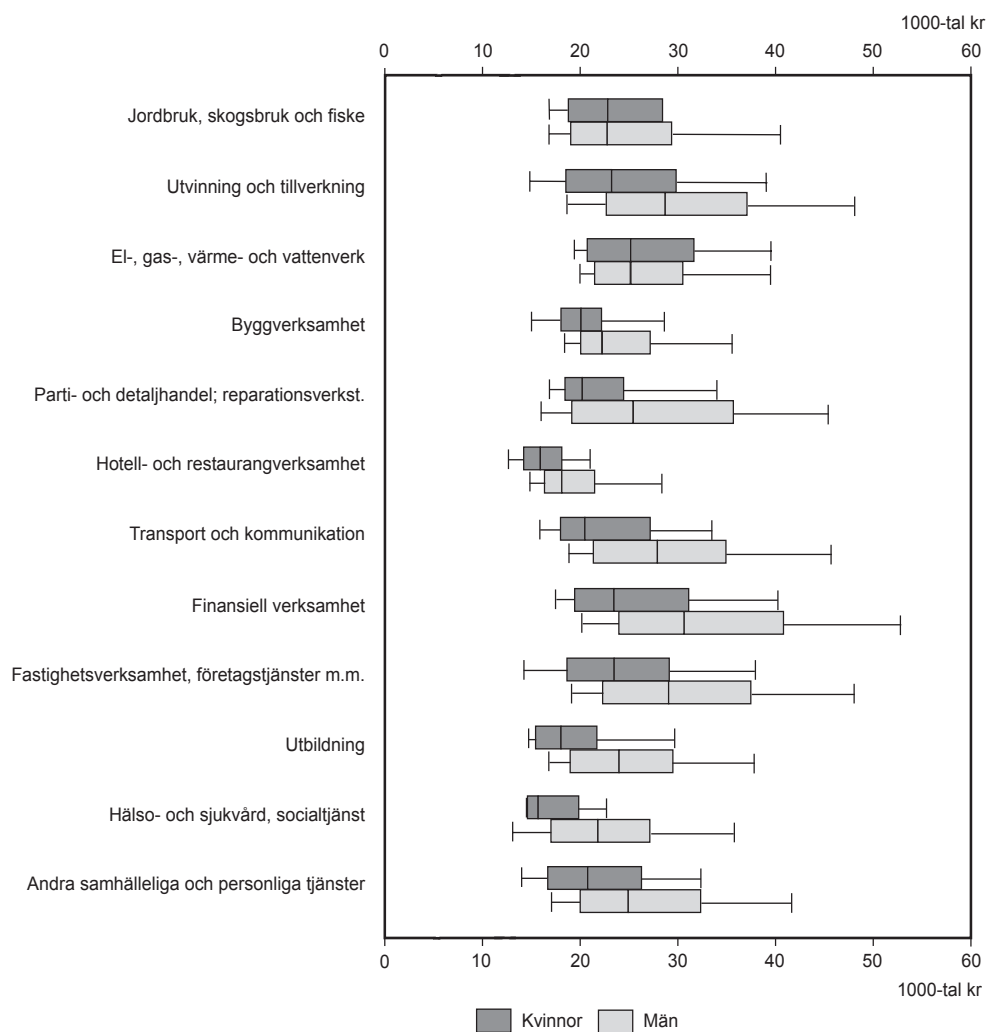 1000-tal kr
0 10 20 30 40 50 60
Jordbruk, skogsbruk och fiske
Utvinning och tillverkning
El-, gas-, värme- och vattenverk
Byggverksamhet
Parti- och detaljhandel; reparationsverkst.
Hotell- och restaurangverksamhet
Transport och kommunikation
Finansiell verksamhet
Fastighetsverksamhet, företagstjänster m.m.
Utbildning
Hälso- och sjukvård, socialtjänst
Andra samhälleliga och personliga tjänster
0 10 20 30 40 50 60
1000-tal kr
Kvinnor Män